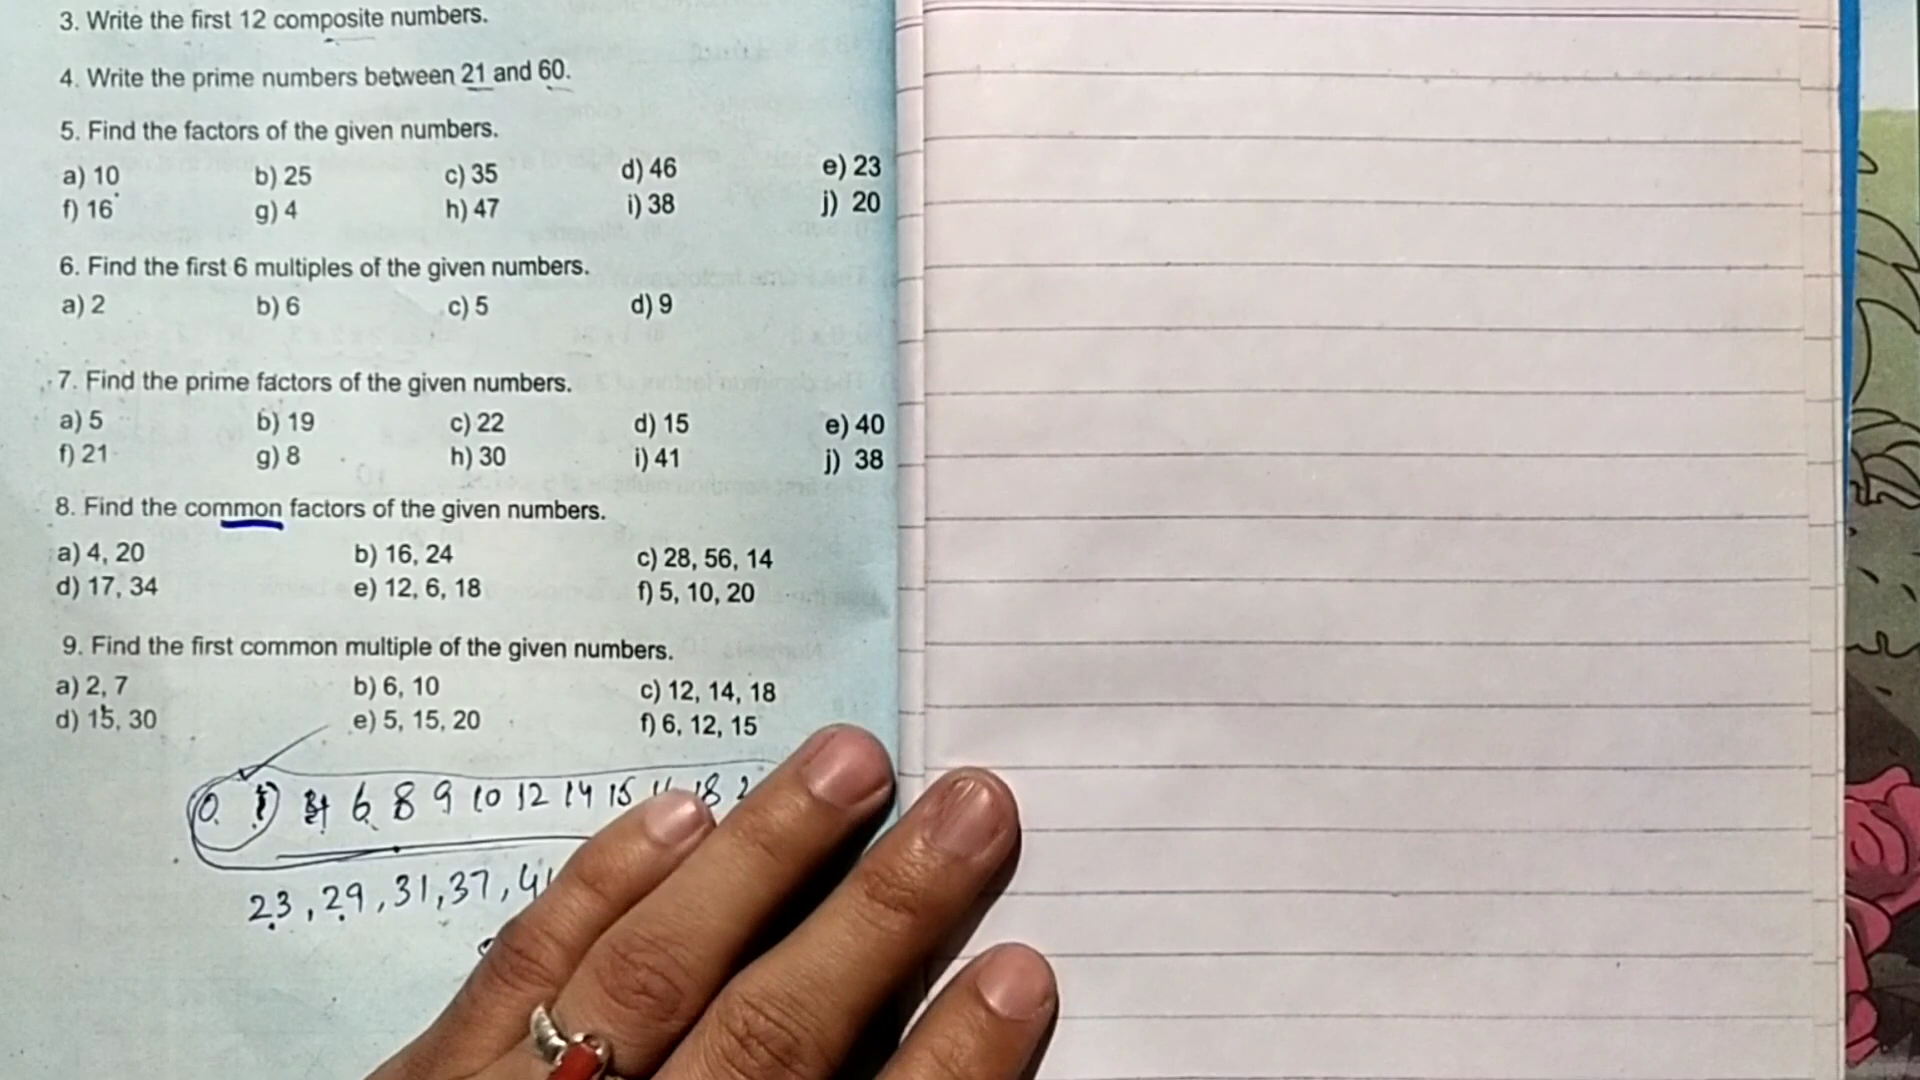 3. Write the first 12 composite numbers.
4. Write the prime numbers between 21 and 60.
5. Find the factors of the given numbers.
a) 10 b) 25 c) 35 d) 46 e) 23
f) 16 g) 4 h) 47 i) 38 j) 20
6. Find the first 6 multiples of the given numbers.
a) 2 b) 6 c) 5 d) 9
7. Find the prime factors of the given numbers.
a) 5 b) 19 c) 22 d) 15 e) 40
f) 21 g) 8 h) 30 i) 41 j) 38
8. Find the common factors of the given numbers.
a) 4, 20 b) 16, 24 c) 28, 56, 14
d) 17, 34 e) 12, 6, 18 f) 5, 10, 20
9. Find the first common multiple of the given numbers.
a) 2, 7 b) 6, 10 c) 12, 14, 18
d) 15, 30 e) 5, 15, 20 f) 6, 12, 15
0 1 4 6 8 9 10 12 14 15 18
23, 29, 31, 37,